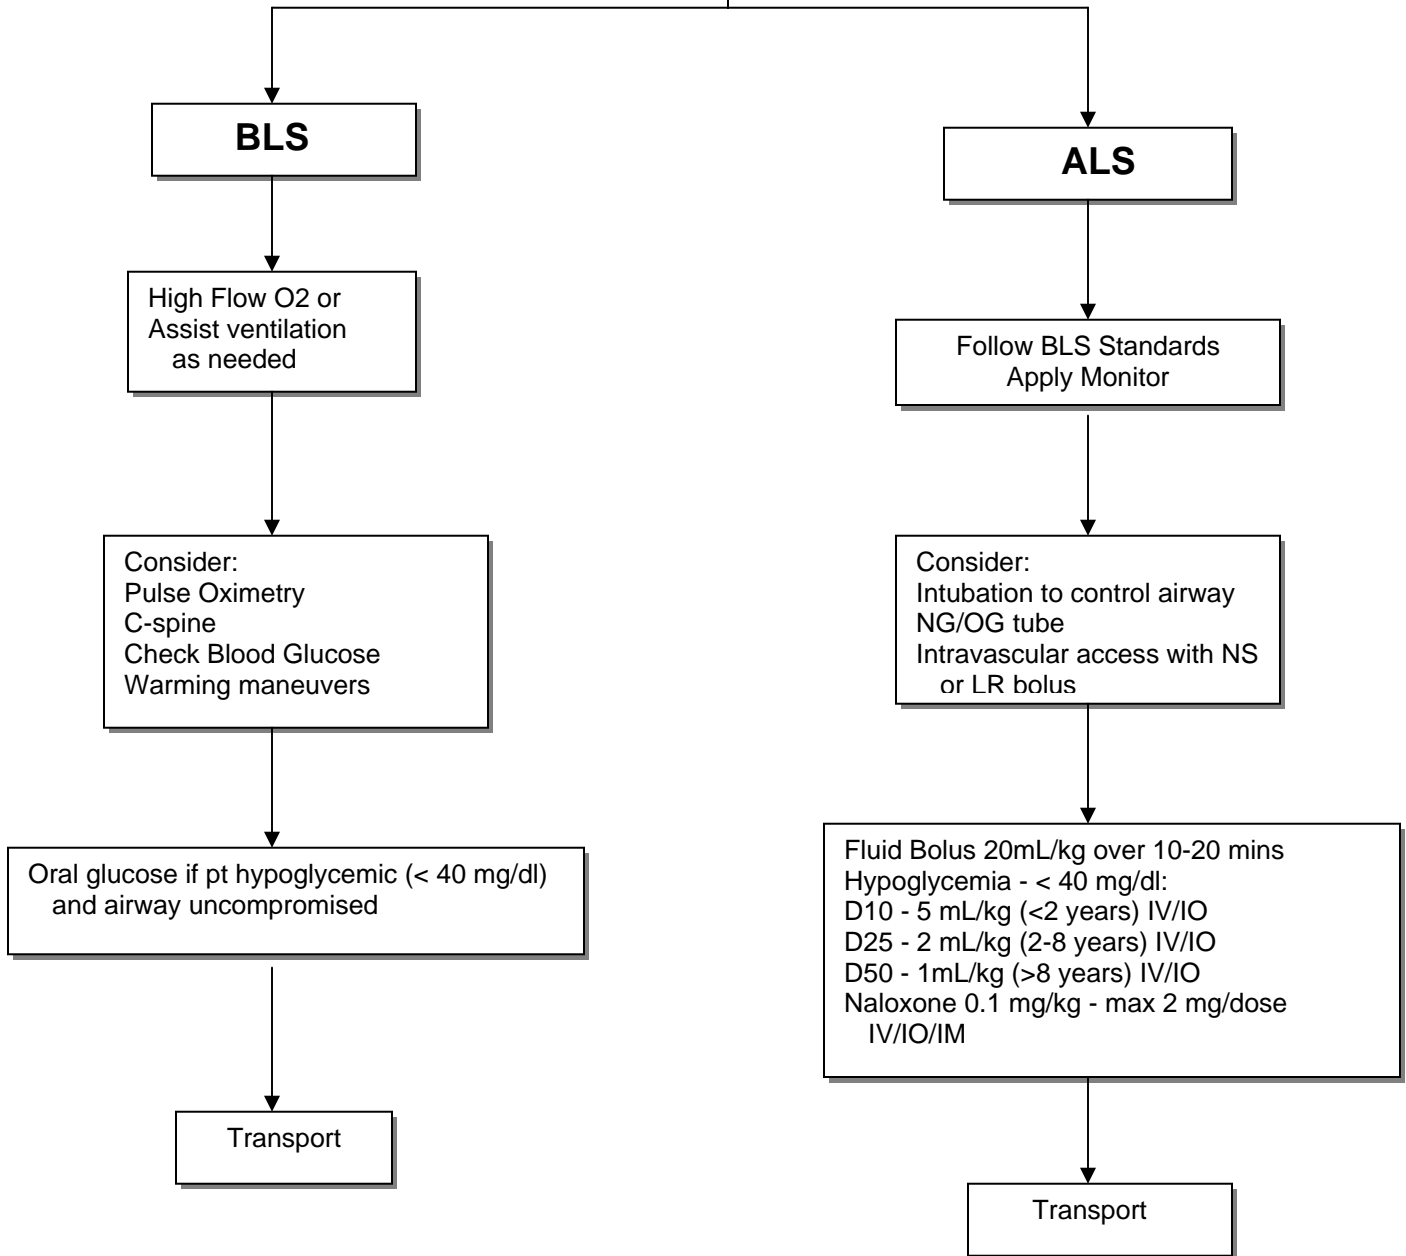 BLS
High Flow O2 or
Assist ventilation
as needed
Consider:
Pulse Oximetry
C-spine
Check Blood Glucose
Warming maneuvers
Oral glucose if pt hypoglycemic (< 40 mg/dl)
and airway uncompromised
Transport
ALS
Follow BLS Standards
Apply Monitor
Consider:
Intubation to control airway
NG/OG tube
Intravascular access with NS
or LR bolus
Fluid Bolus 20mL/kg over 10-20 mins
Hypoglycemia - < 40 mg/dl:
D10 - 5 mL/kg (<2 years) IV/IO
D25 - 2 mL/kg (2-8 years) IV/IO
D50 - 1mL/kg (>8 years) IV/IO
Naloxone 0.1 mg/kg - max 2 mg/dose
IV/IO/IM
Transport